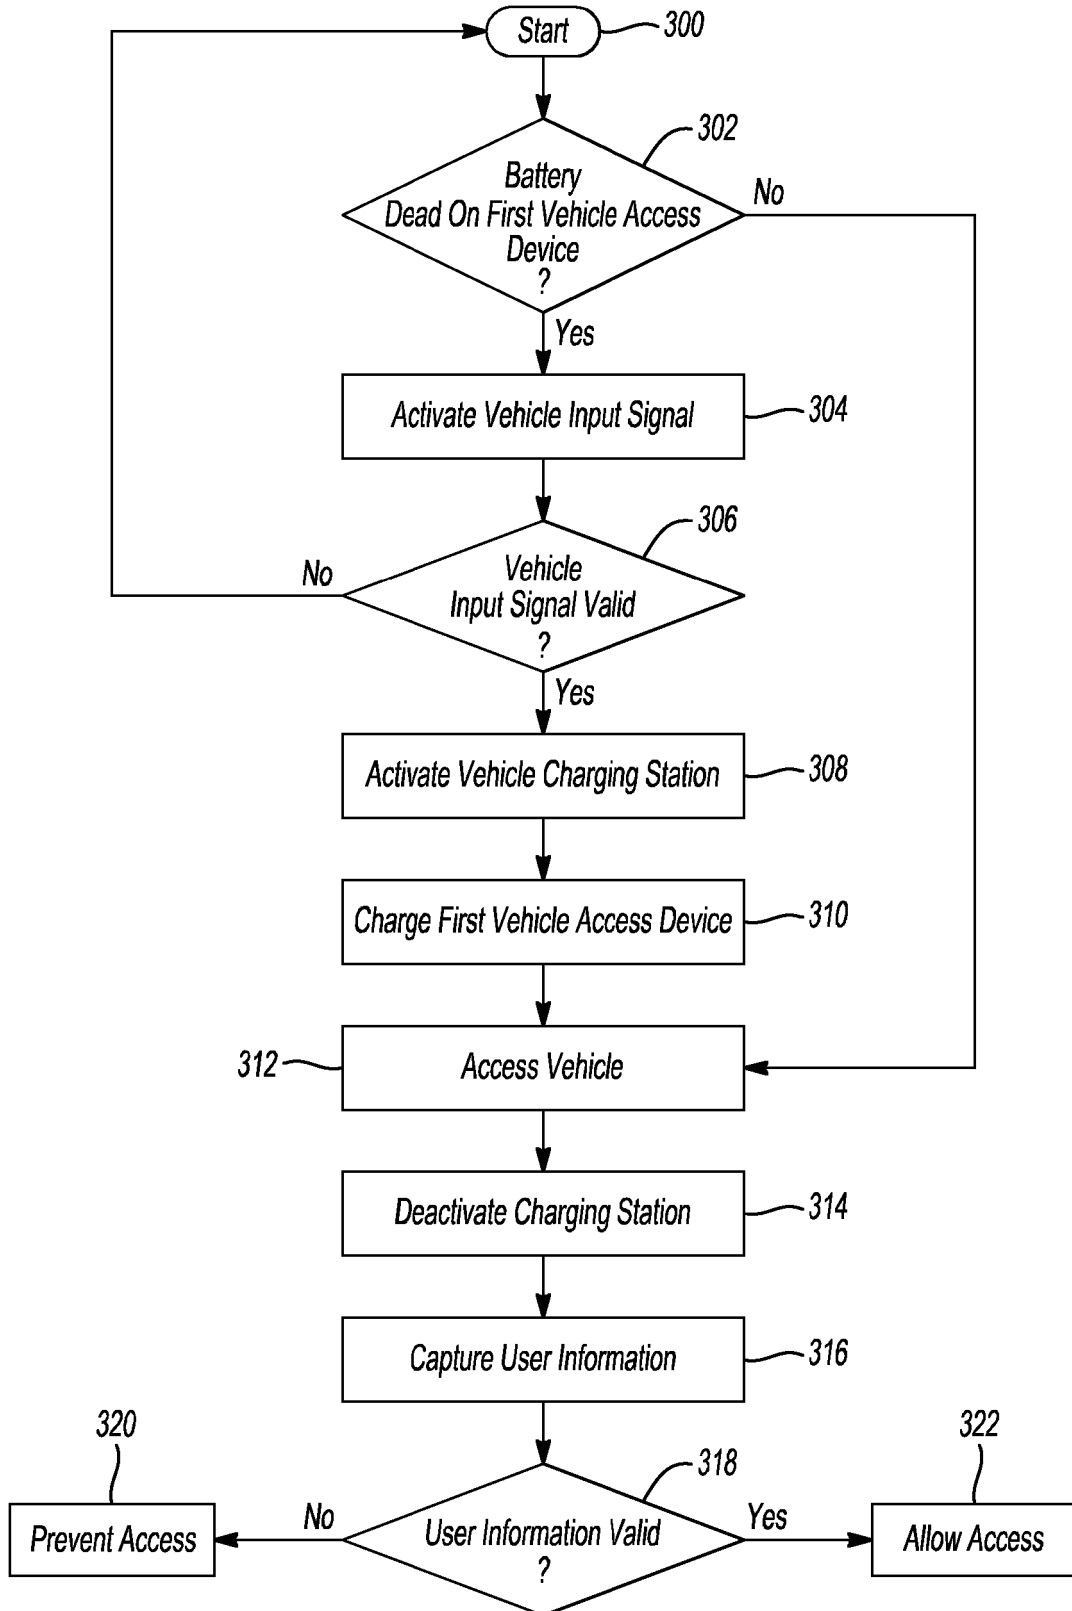 Start
300
302
Battery
Dead On First Vehicle Access
Device
?
No
Yes
Activate Vehicle Input Signal
304
306
No
Vehicle
Input Signal Valid
?
Yes
Activate Vehicle Charging Station
308
Charge First Vehicle Access Device
310
312
Access Vehicle
Deactivate Charging Station
314
Capture User Information
316
320
322
318
No
Yes
Prevent Access
User Information Valid
?
Allow Access